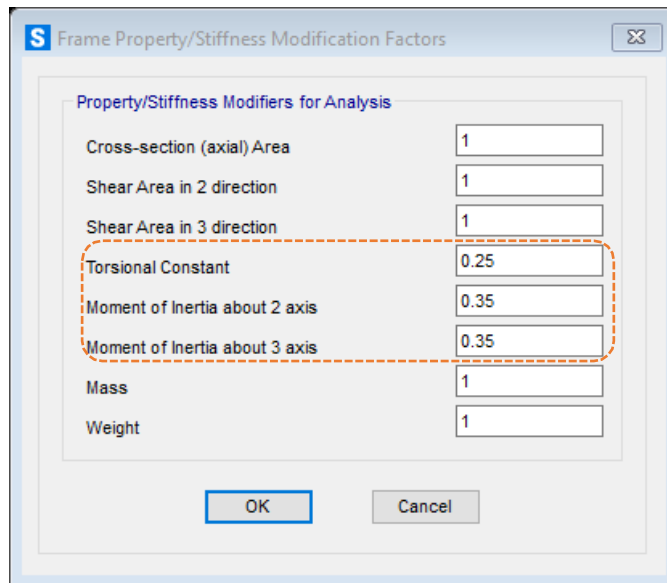 S Frame Property/Stiffness Modification Factors
Property/Stiffness Modifiers for Analysis
Cross-section (axial) Area 1
Shear Area in 2 direction 1
Shear Area in 3 direction 1
Torsional Constant 0.25
Moment of Inertia about 2 axis 0.35
Moment of Inertia about 3 axis 0.35
Mass 1
Weight 1
OK Cancel